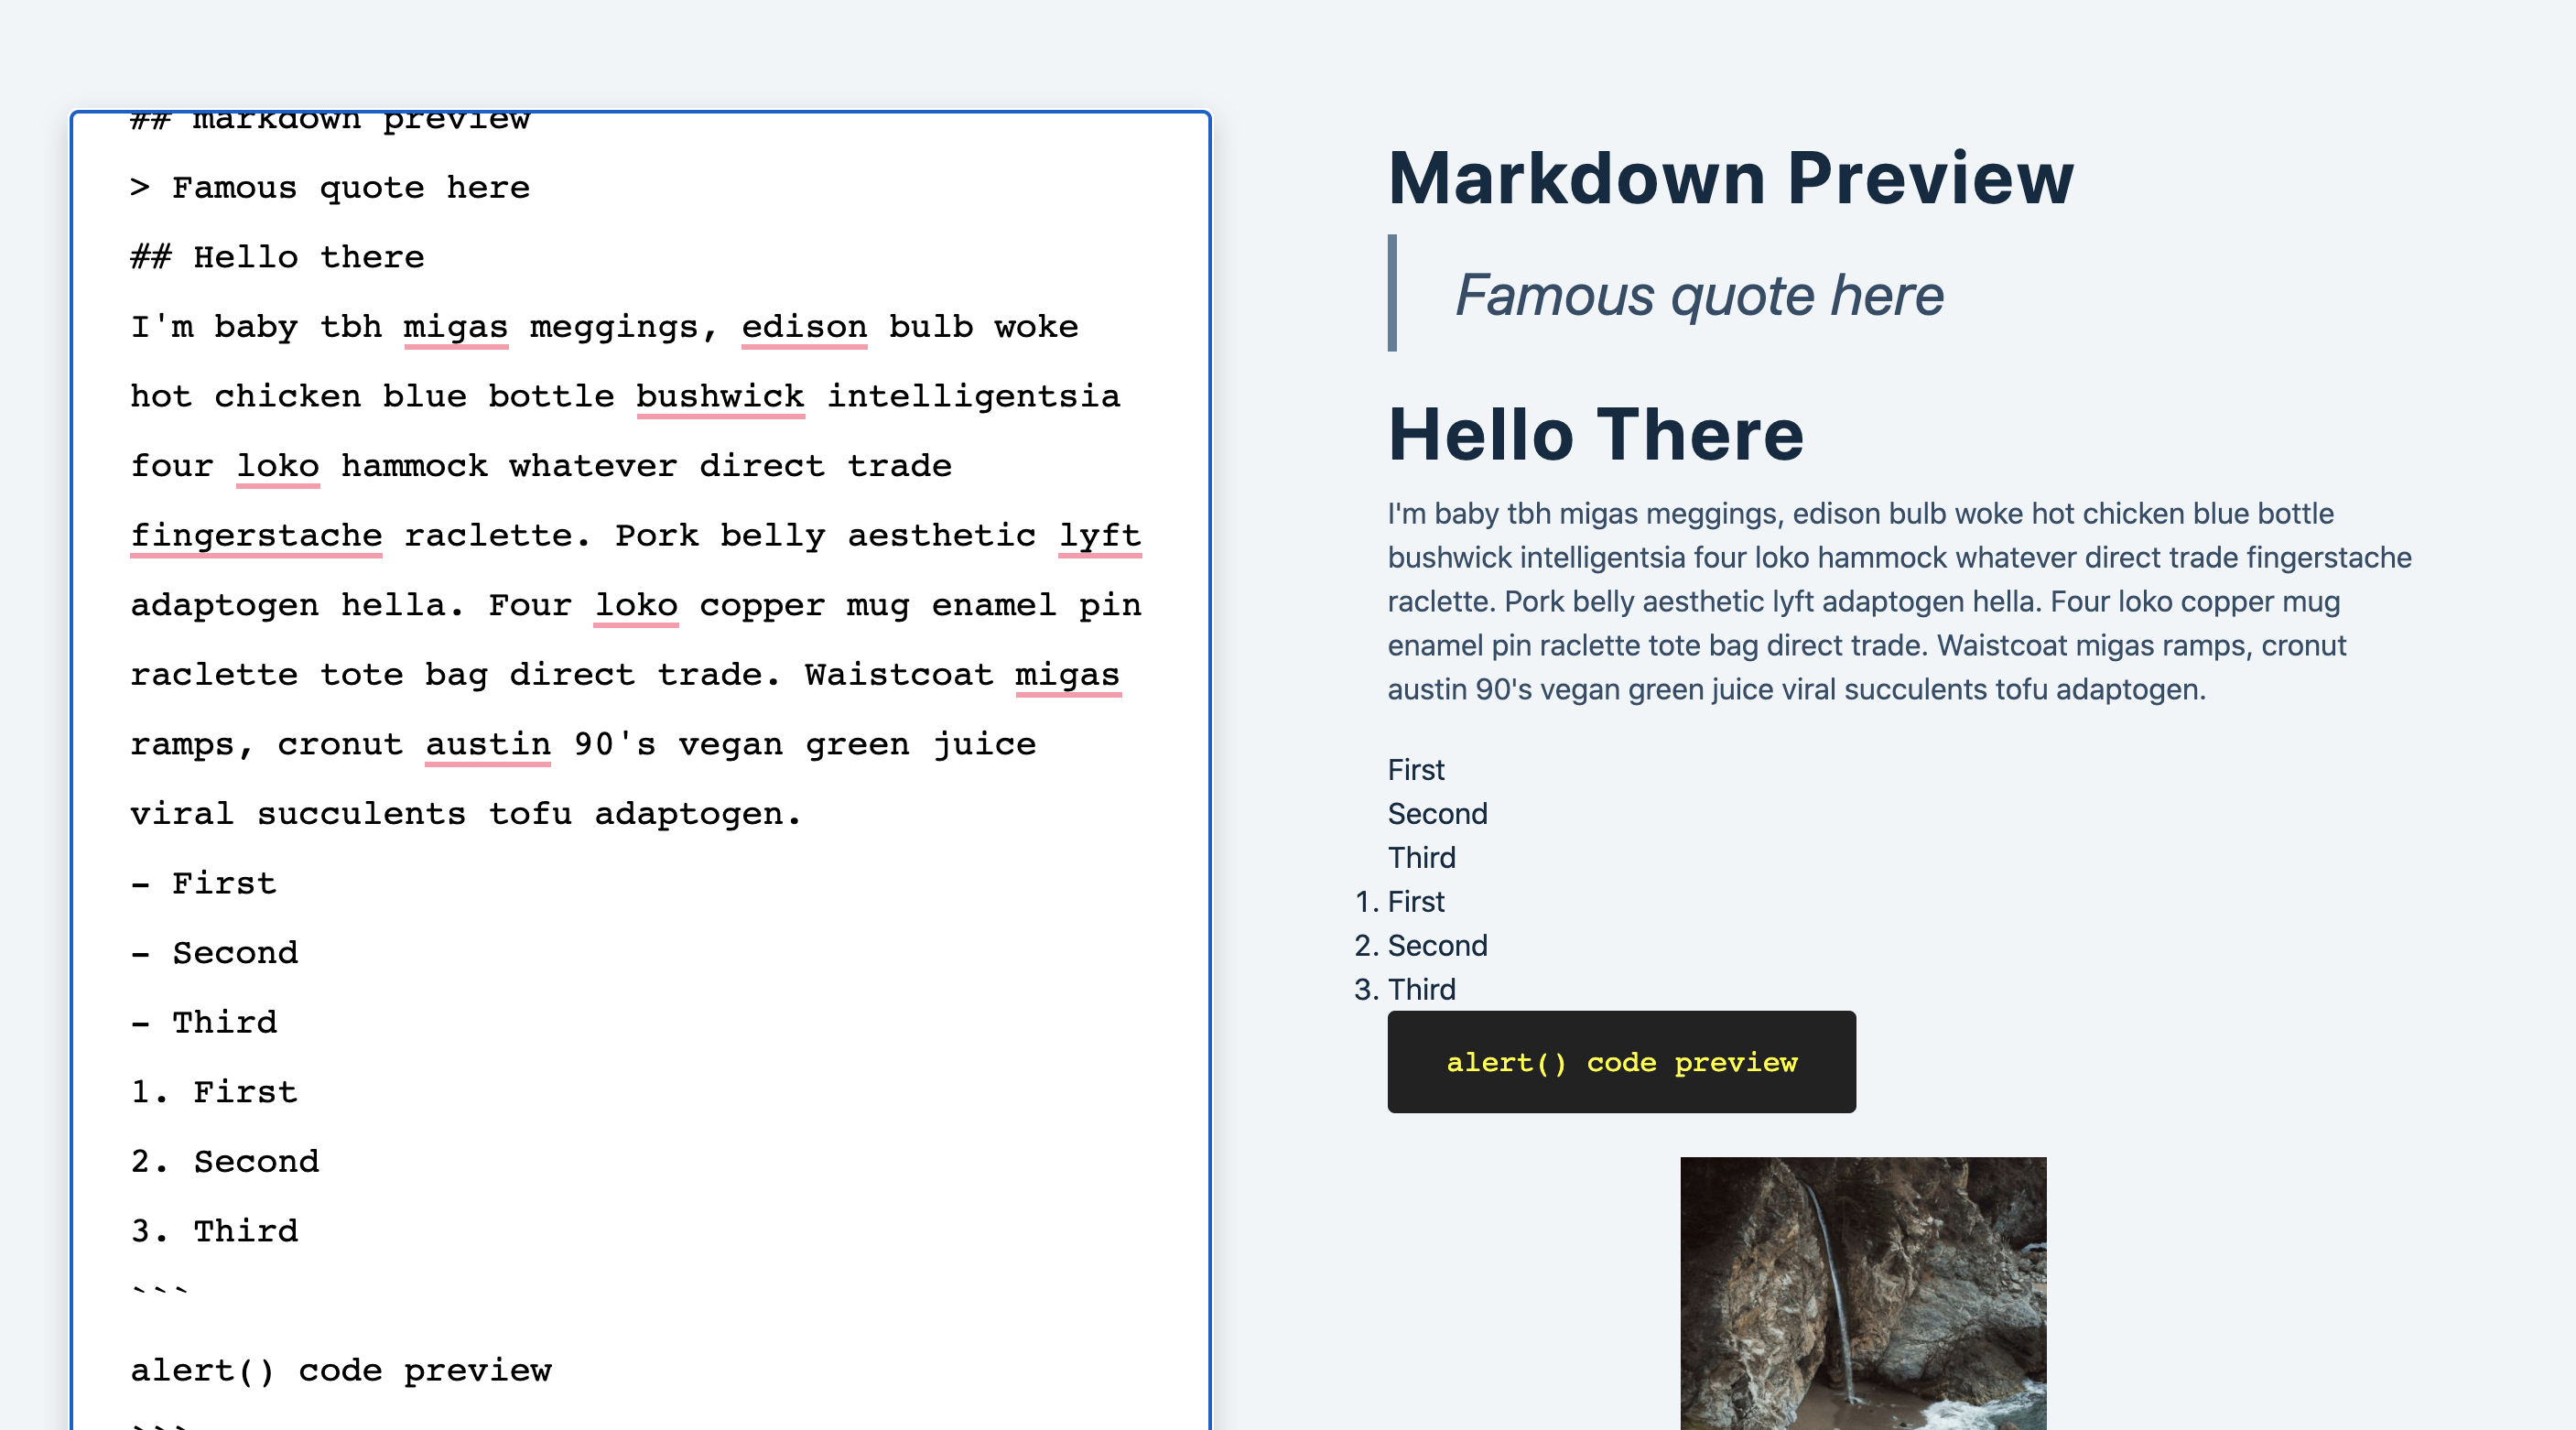 ## markdown preview
> Famous quote here
## Hello there
I'm baby tbh migas meggings, edison bulb woke
hot chicken blue bottle bushwick intelligentsia
four loko hammock whatever direct trade
fingerstache raclette. Pork belly aesthetic lyft
adaptogen hella. Four loko copper mug enamel pin
raclette tote bag direct trade. Waistcoat migas
ramps, cronut austin 90's vegan green juice
viral succulents tofu adaptogen.
- First
- Second
- Third
1. First
2. Second
3. Third
```
alert() code preview
```
Markdown Preview
Famous quote here
Hello There
I'm baby tbh migas meggings, edison bulb woke hot chicken blue bottle
bushwick intelligentsia four loko hammock whatever direct trade fingerstache
raclette. Pork belly aesthetic lyft adaptogen hella. Four loko copper mug
enamel pin raclette tote bag direct trade. Waistcoat migas ramps, cronut
austin 90's vegan green juice viral succulents tofu adaptogen.
First
Second
Third
1. First
2. Second
3. Third
alert() code preview